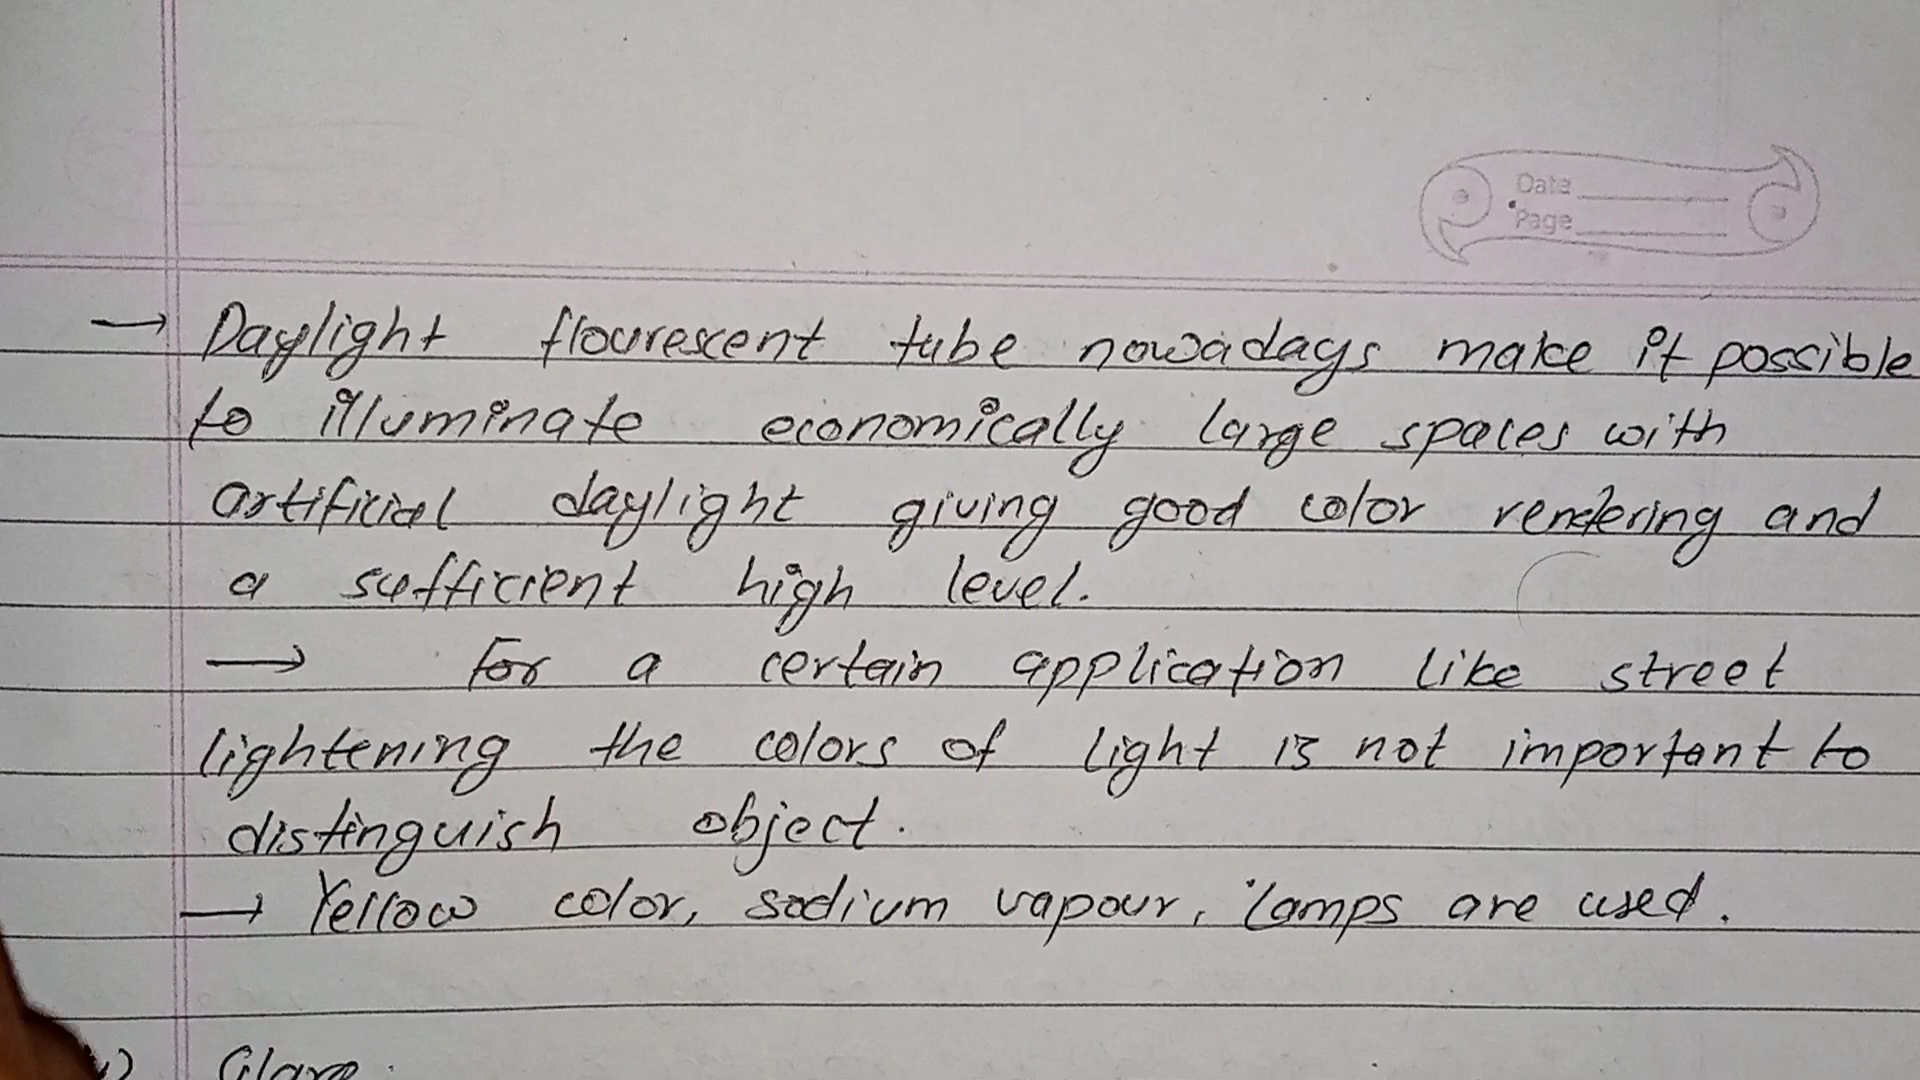 Date
Page
→ Daylight flourescent tube nowadays make it possible
to illuminate economically large spaces with
artificial daylight giving good color rendering and
a sufficient high level.
→ For a certain application like street
lightening the colors of light is not important to
distinguish object.
→ Yellow color, sodium vapour, lamps are used.
Glare